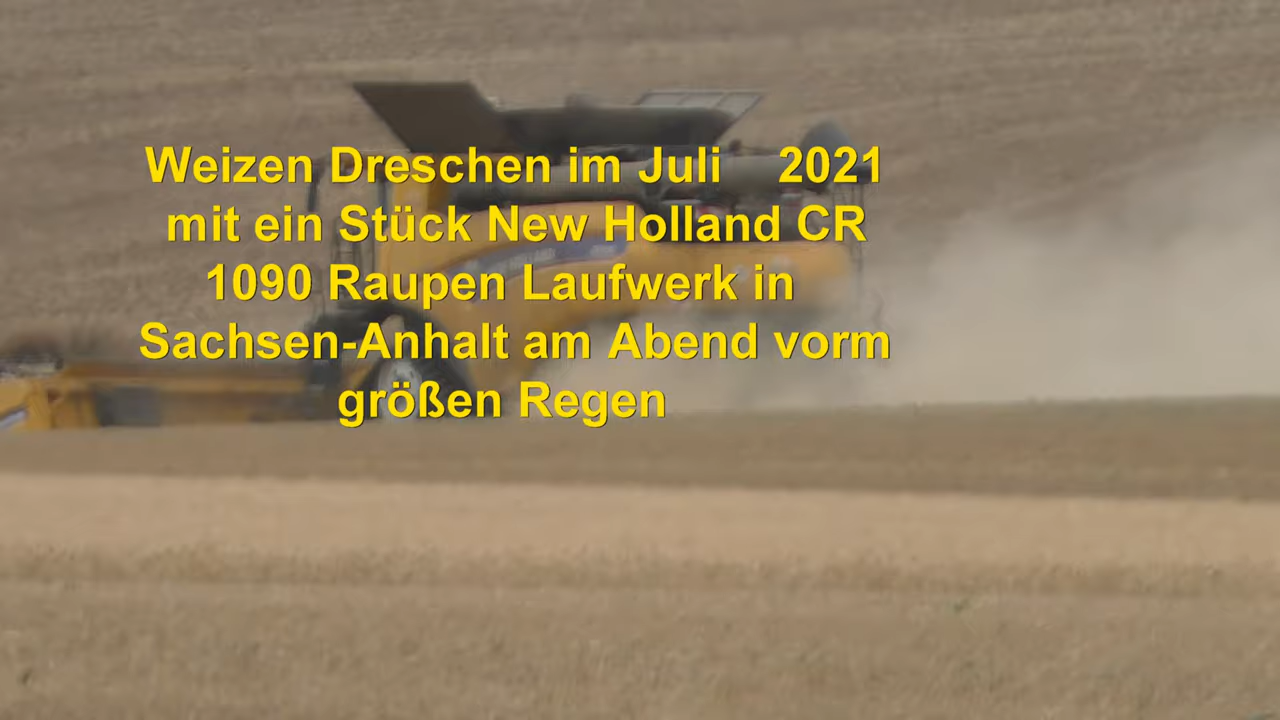 Weizen Dreschen im Juli 2021
mit ein Stück New Holland CR
1090 Raupen Laufwerk in
Sachsen-Anhalt am Abend vorm
größen Regen